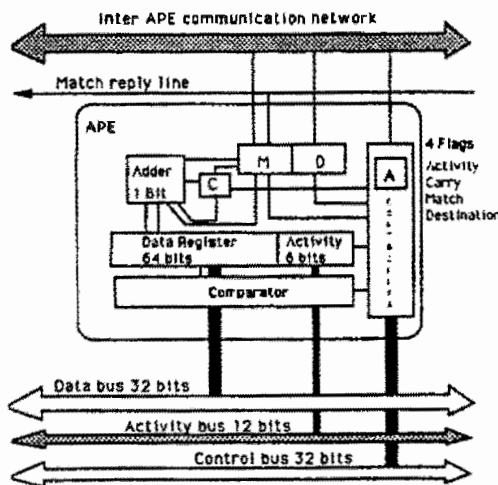 Inter APE communication network
Match reply line
APE
4 Flags
Activity
Carry
Match
Destination
M
D
A
Adder
1 Bit
C
Data Register
64 bits
Activity
6 bits
Comparator
Data bus 32 bits
Activity bus 12 bits
Control bus 32 bits